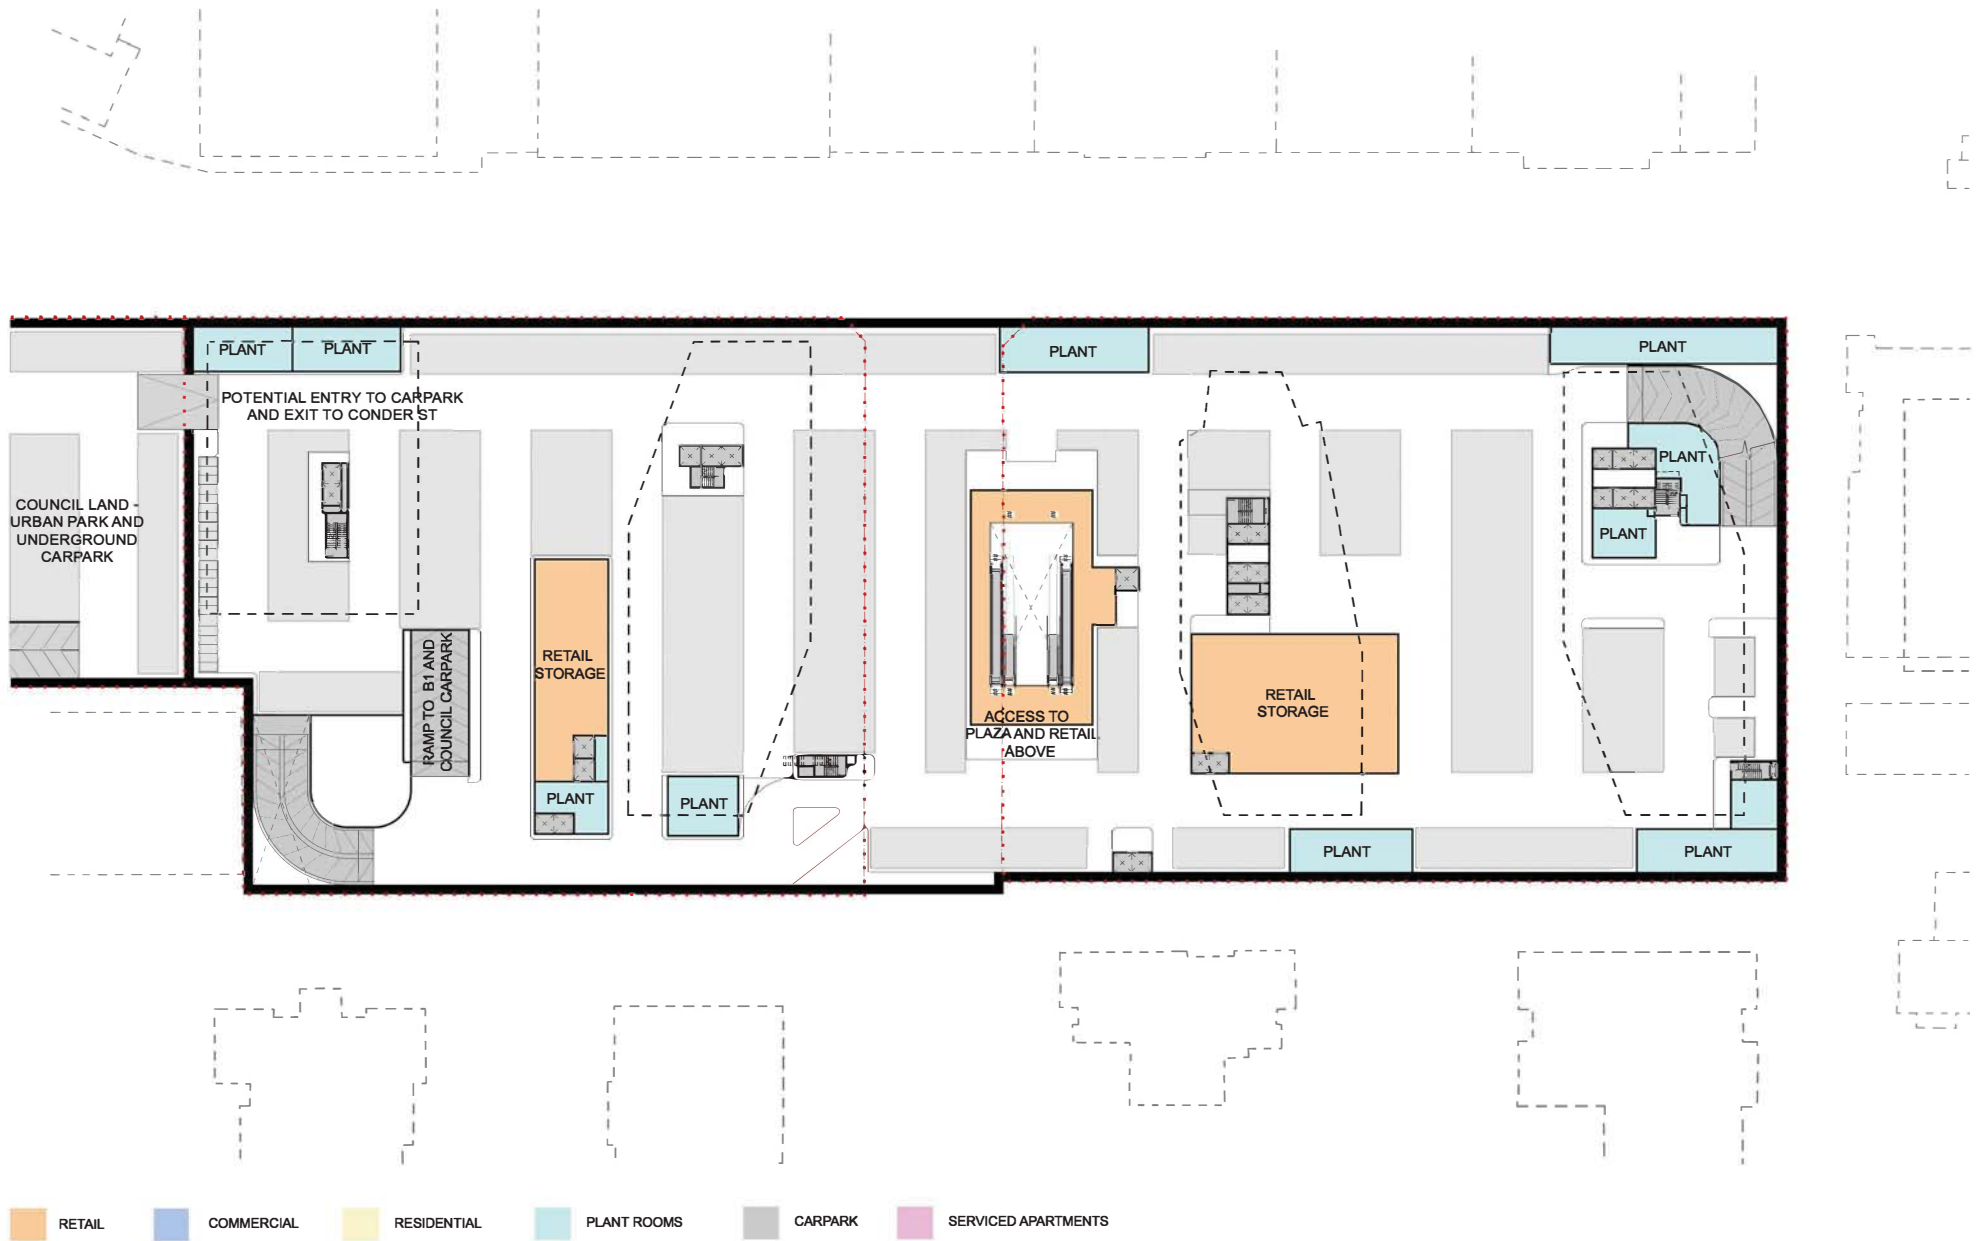 PLANT
PLANT
PLANT
PLANT
POTENTIAL ENTRY TO CARPARK
AND EXIT TO CONDER ST
PLANT
COUNCIL LAND -
URBAN PARK AND
UNDERGROUND
CARPARK
PLANT
RAMP TO B1 AND
COUNCIL CARPARK
RETAIL
STORAGE
RETAIL
STORAGE
ACCESS TO
PLAZA AND RETAIL
ABOVE
PLANT
PLANT
PLANT
PLANT
RETAIL
COMMERCIAL
RESIDENTIAL
PLANT ROOMS
CARPARK
SERVICED APARTMENTS